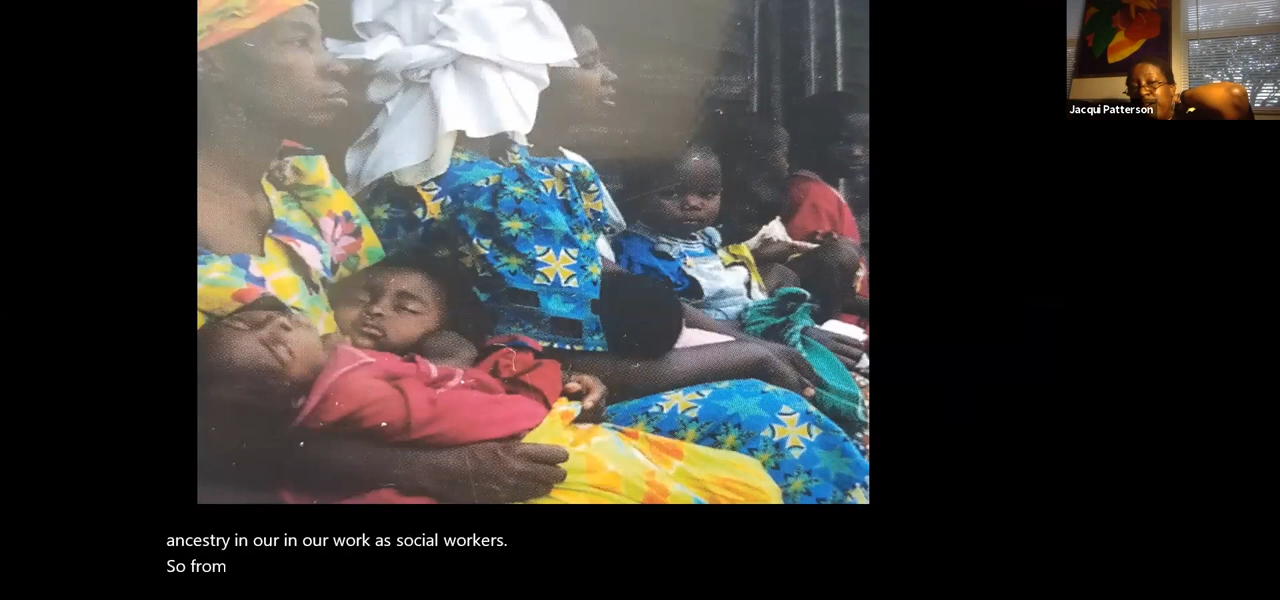 Jacqui Patterson
ancestry in our in our work as social workers.
So from